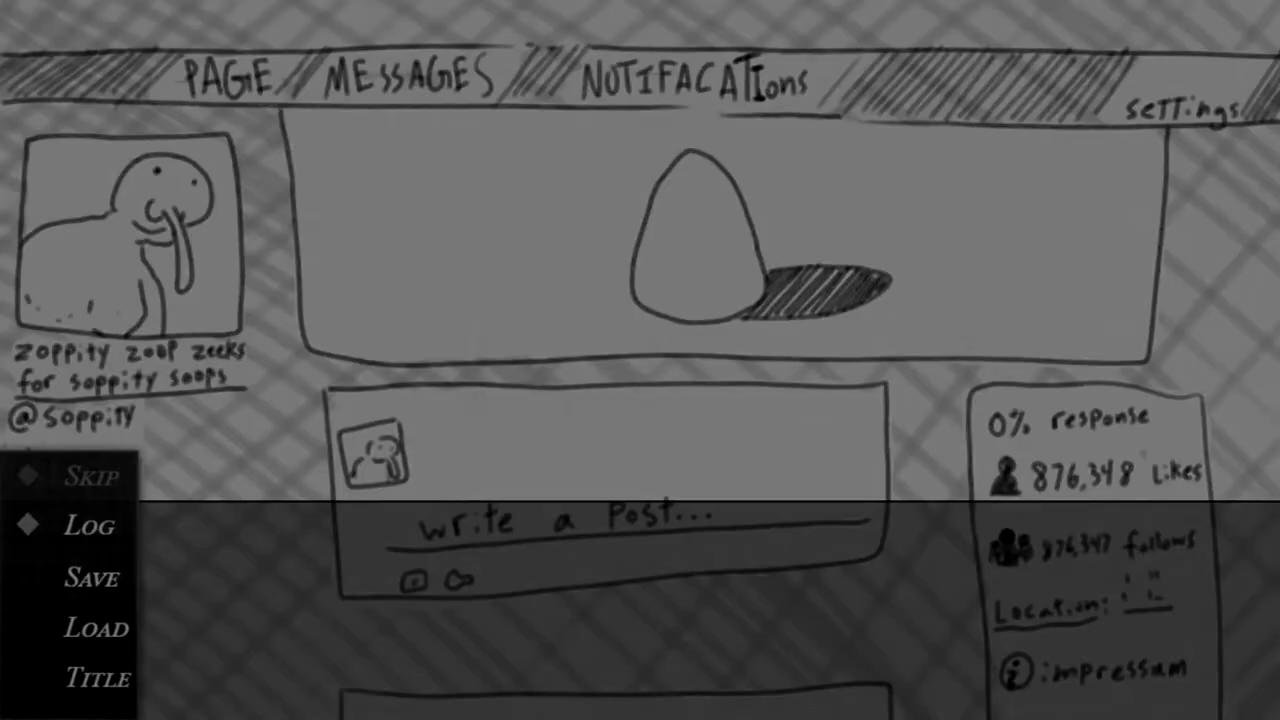 PAGE MESSAGES NOTIFACATIons settings
zoppity zoop zeeks
for soppity soops
@soppity
0% response
876,348 Likes
write a post...
876,347 follows
Location:
impressum
SKIP
LOG
SAVE
LOAD
TITLE